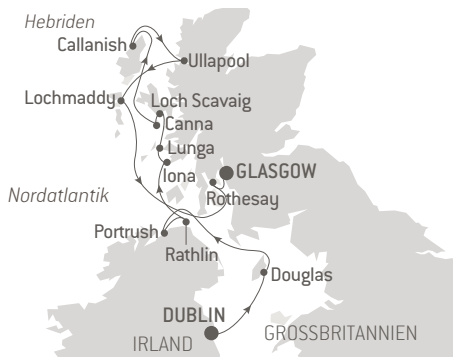 Hebriden
Callanish
Ullapool
Lochmaddy
Loch Scavaig
Canna
Lunga
Iona
GLASGOW
Rothesay
Nordatlantik
Portrush
Rathlin
Douglas
DUBLIN
IRLAND
GROSSBRITANNIEN